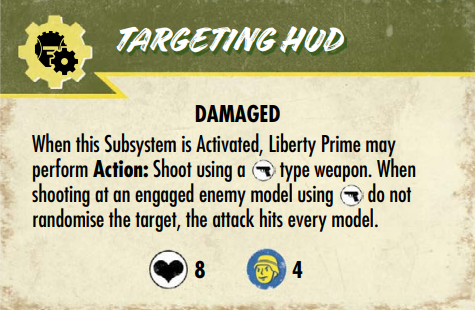 TARGETING HUD
DAMAGED
When this Subsystem is Activated, Liberty Prime may
perform Action: Shoot using a type weapon. When
shooting at an engaged enemy model using do not
randomise the target, the attack hits every model.
8 4